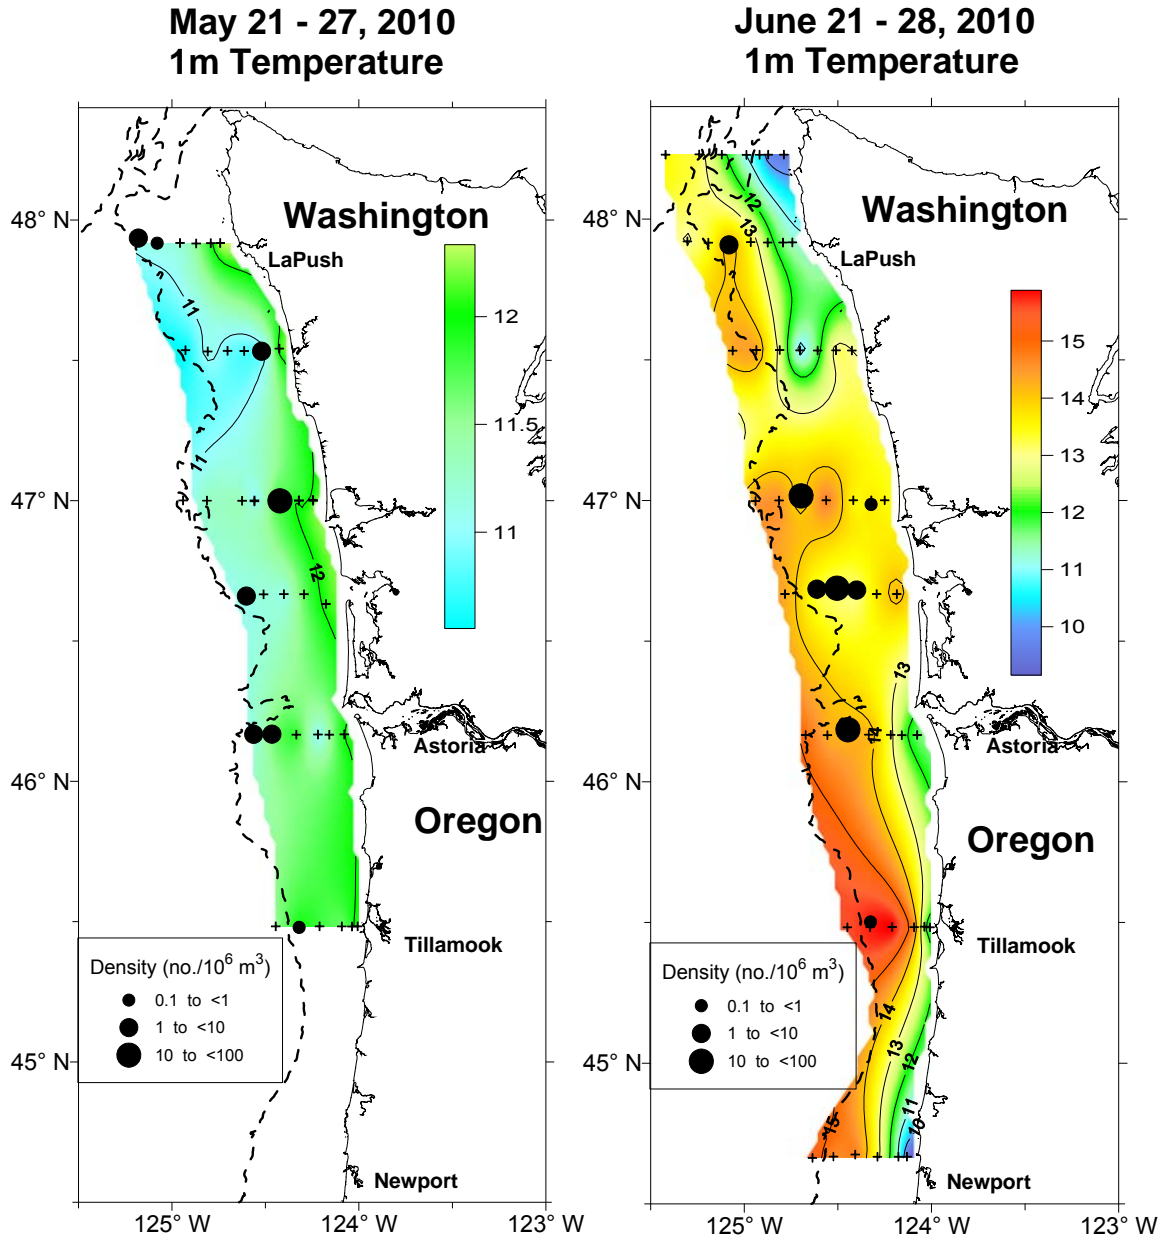 May 21 - 27, 2010
1m Temperature
48° N
47° N
46° N
45° N
125° W
124° W
123° W
Washington
LaPush
12
11.5
11
11
11
12
Astoria
Oregon
Tillamook
Newport
Density (no./10⁶ m³)
0.1 to <1
1 to <10
10 to <100
June 21 - 28, 2010
1m Temperature
48° N
47° N
46° N
45° N
125° W
124° W
123° W
Washington
LaPush
12
13
15
14
13
12
11
10
13
14
Astoria
Oregon
Tillamook
14
13
12
11
10
15
Newport
Density (no./10⁶ m³)
0.1 to <1
1 to <10
10 to <100